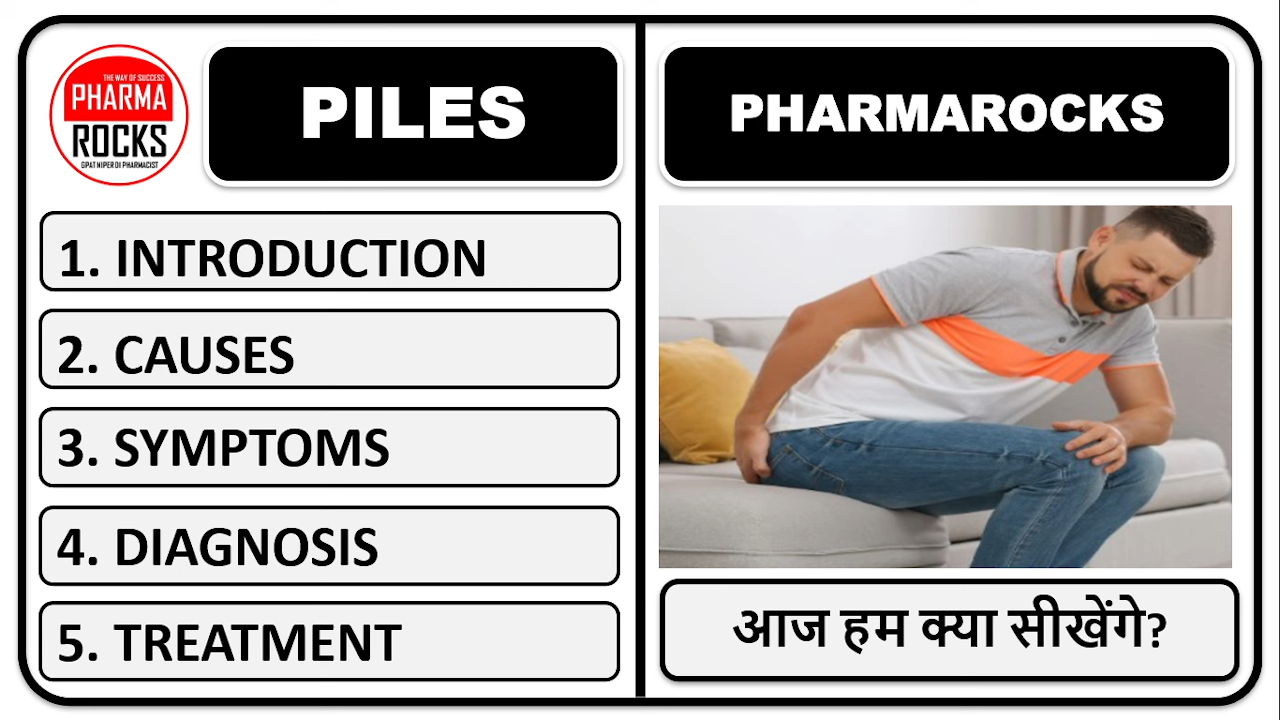 THE WAY OF SUCCESS
PHARMA
ROCKS
GPAT NIPER DI PHARMACIST
PILES
1. INTRODUCTION
2. CAUSES
3. SYMPTOMS
4. DIAGNOSIS
5. TREATMENT
PHARMAROCKS
आज हम क्या सीखेंगे?